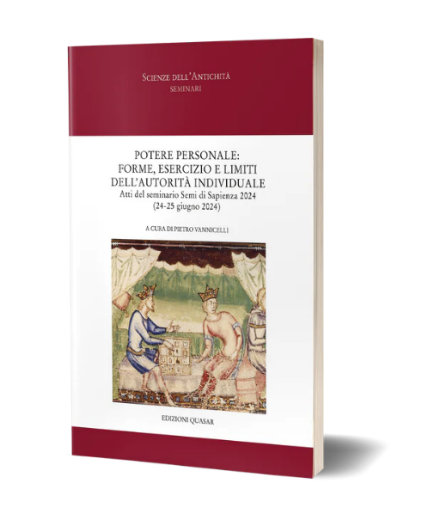 SCIENZE DELL'ANTICHITÀ
SEMINARI
POTERE PERSONALE:
FORME, ESERCIZIO E LIMITI
DELL'AUTORITÀ INDIVIDUALE
Atti del seminario Semi di Sapienza 2024
(24-25 giugno 2024)
A CURA DI PIETRO VANNICELLI
EDIZIONI QUASAR